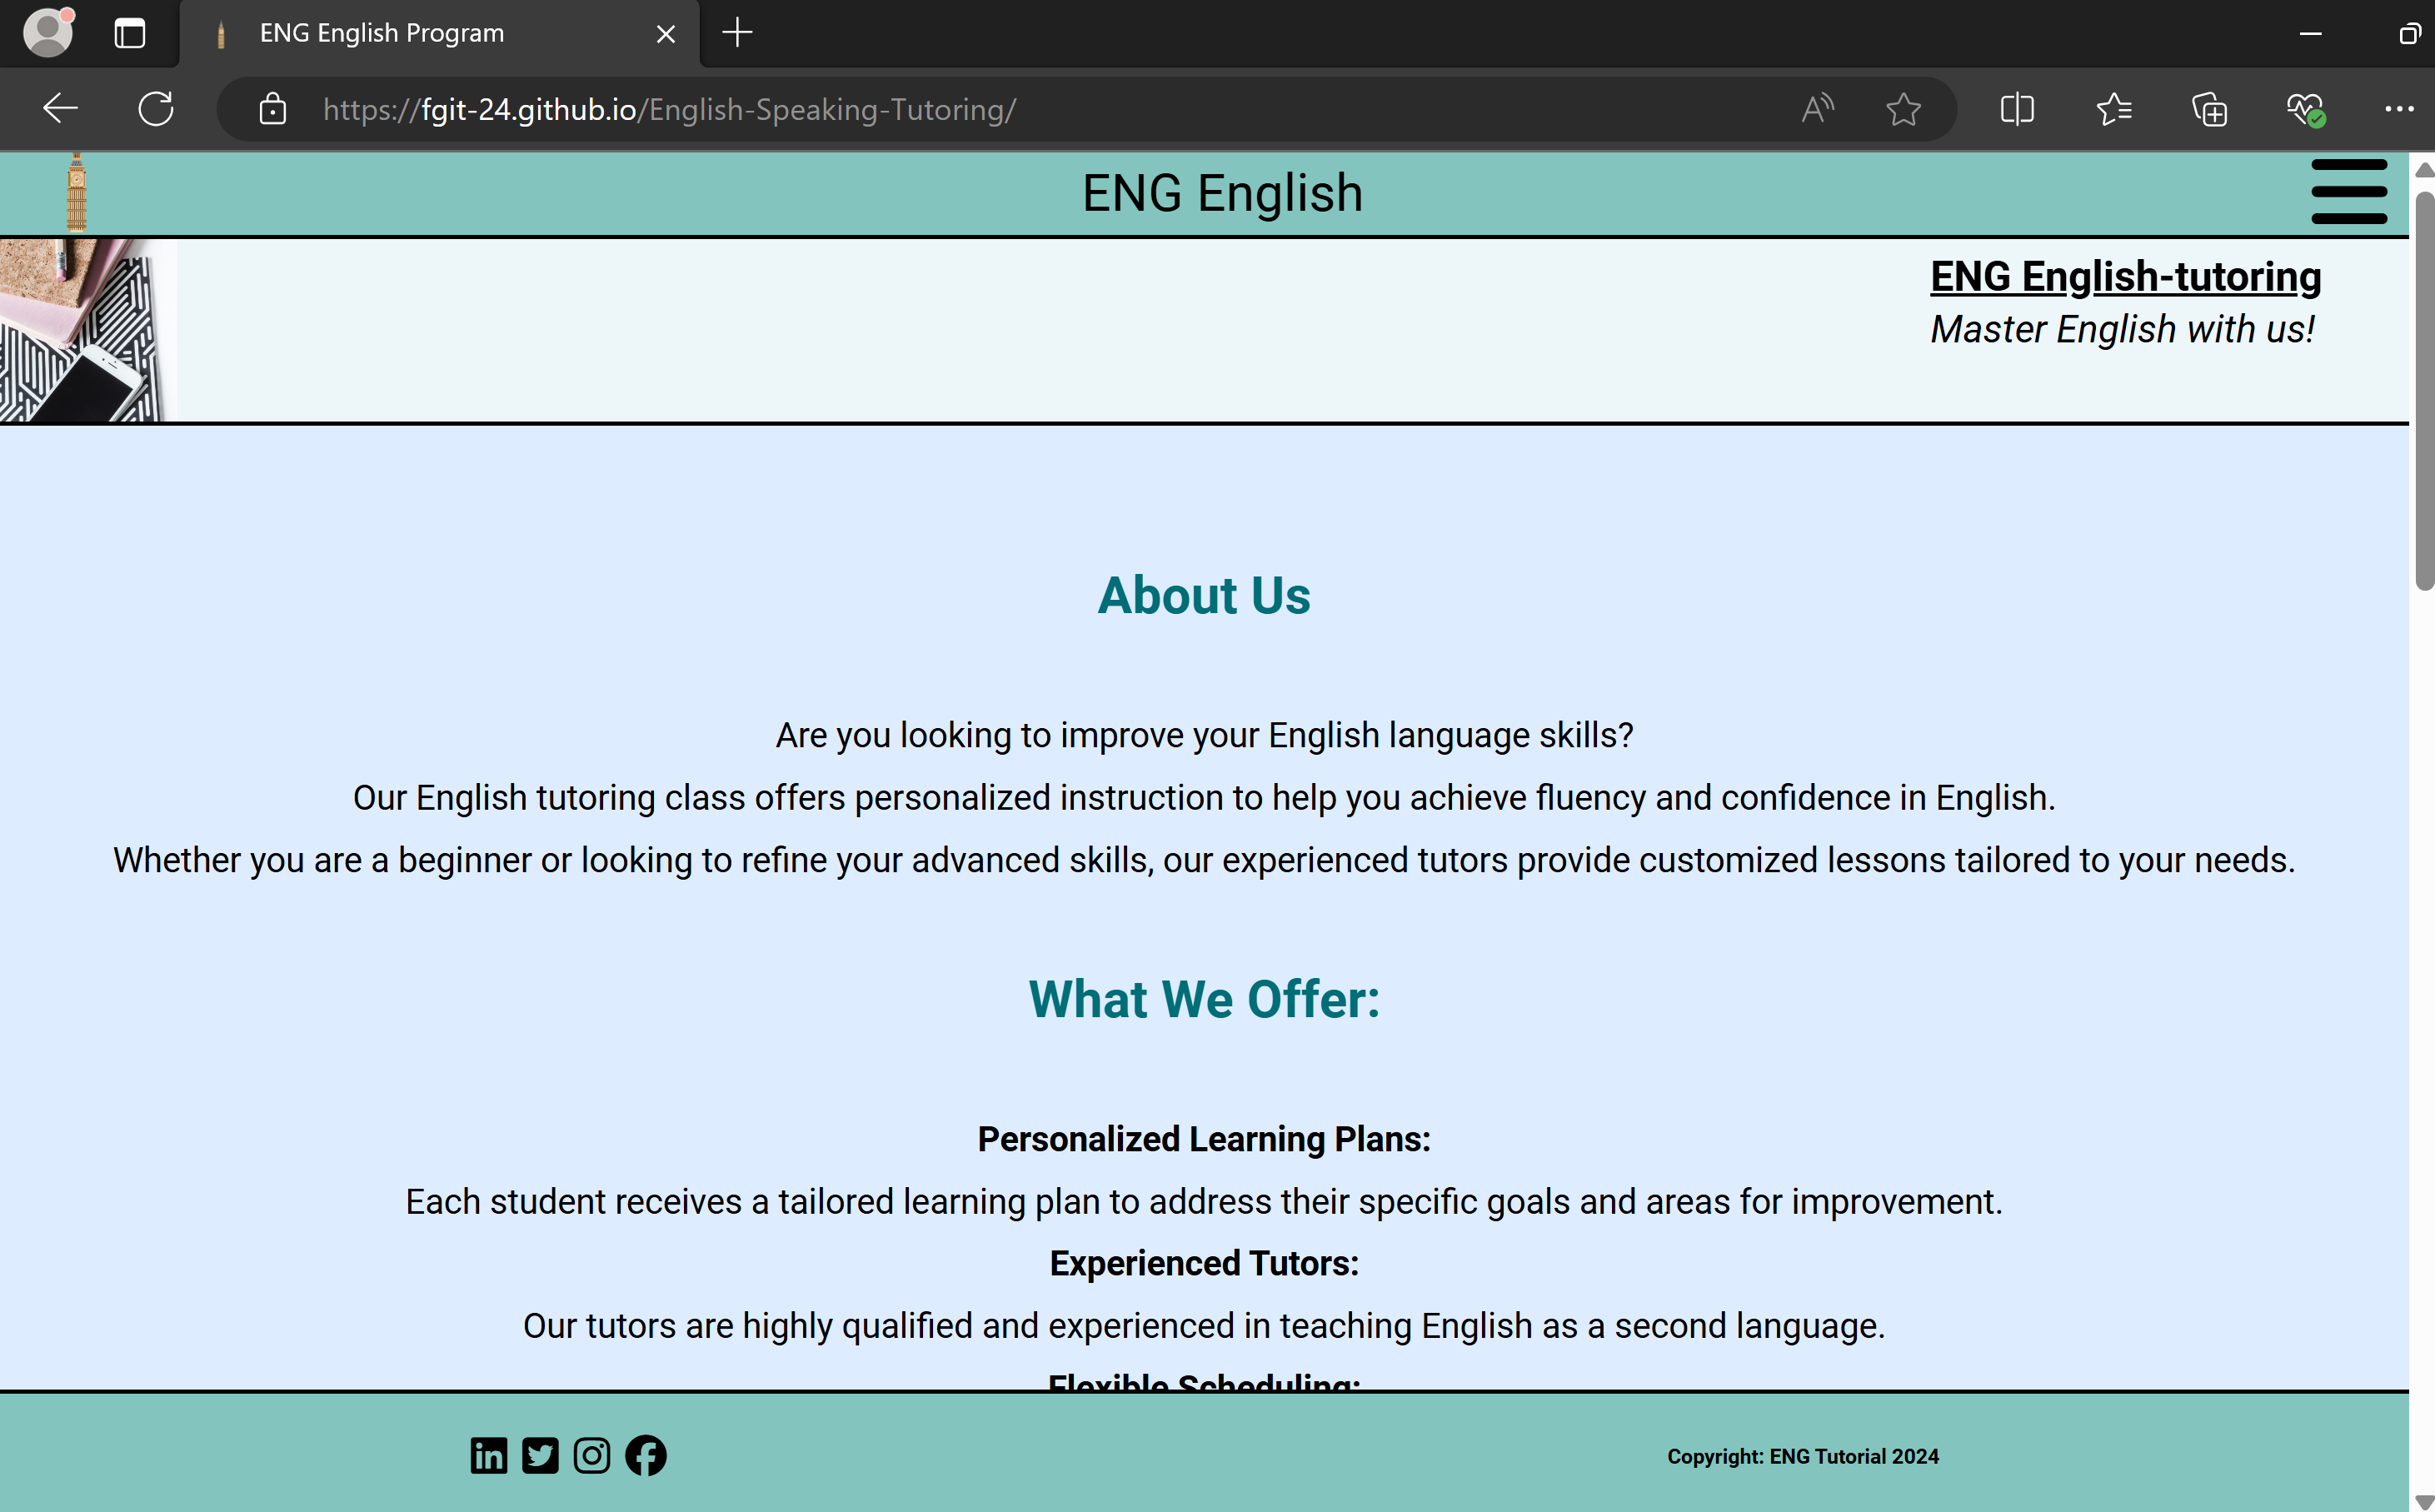 ENG English Program
https://fgit-24.github.io/English-Speaking-Tutoring/
ENG English
ENG English-tutoring
Master English with us!
About Us
Are you looking to improve your English language skills?
Our English tutoring class offers personalized instruction to help you achieve fluency and confidence in English.
Whether you are a beginner or looking to refine your advanced skills, our experienced tutors provide customized lessons tailored to your needs.
What We Offer:
Personalized Learning Plans:
Each student receives a tailored learning plan to address their specific goals and areas for improvement.
Experienced Tutors:
Our tutors are highly qualified and experienced in teaching English as a second language.
Flexible Scheduling:
Copyright: ENG Tutorial 2024